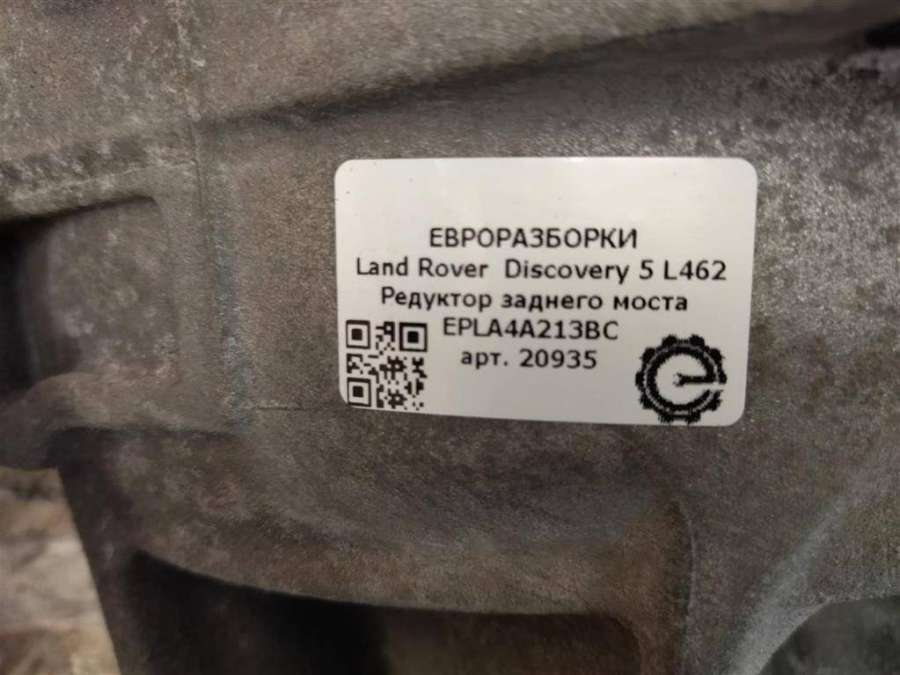 ЕВРОРАЗБОРКИ
Land Rover Discovery 5 L462
Редуктор заднего моста
EPLA4A213BC
арт. 20935